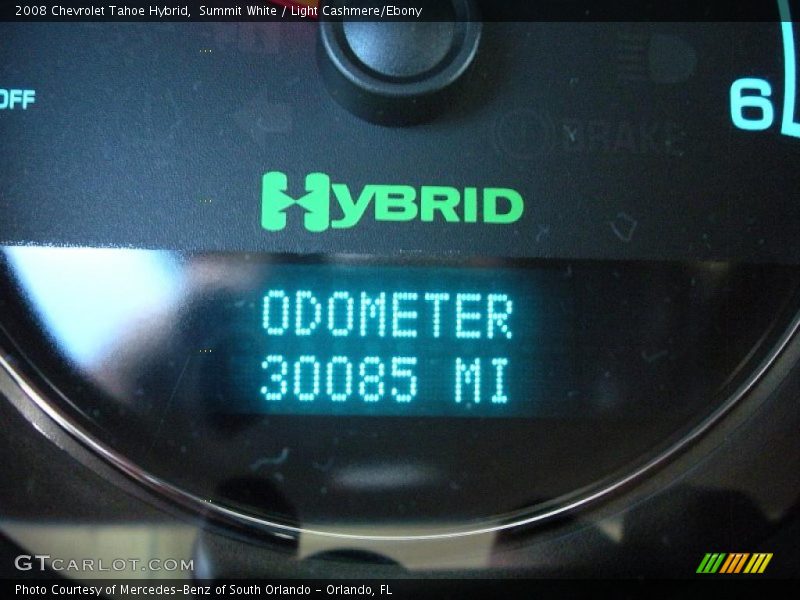 2008 Chevrolet Tahoe Hybrid, Summit White / Light Cashmere/Ebony
OFF
6
BRAKE
HYBRID
ODOMETER
30085 MI
GTCARLOT.COM
Photo Courtesy of Mercedes-Benz of South Orlando - Orlando, FL